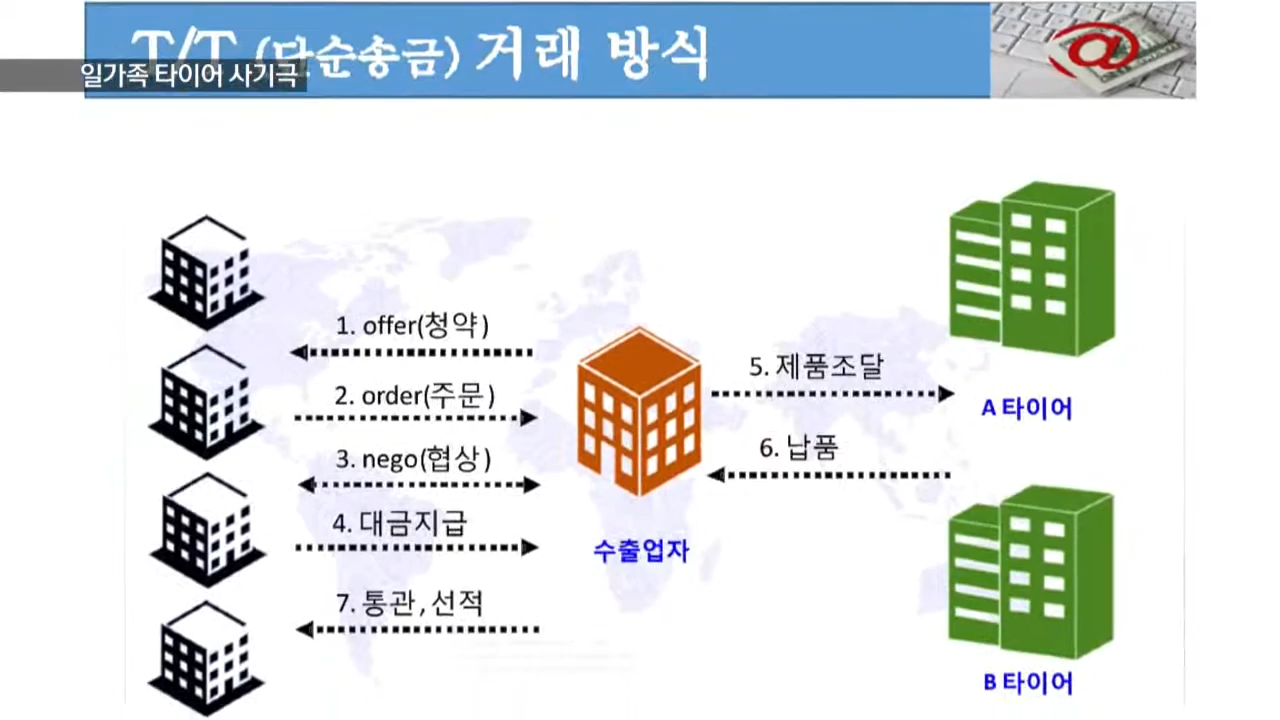 T/T (단순송금) 거래 방식
일가족 타이어 사기극
1. offer(청약)
2. order(주문)
3. nego(협상)
4. 대금지급
7. 통관, 선적
수출업자
5. 제품조달
6. 납품
A 타이어
B 타이어